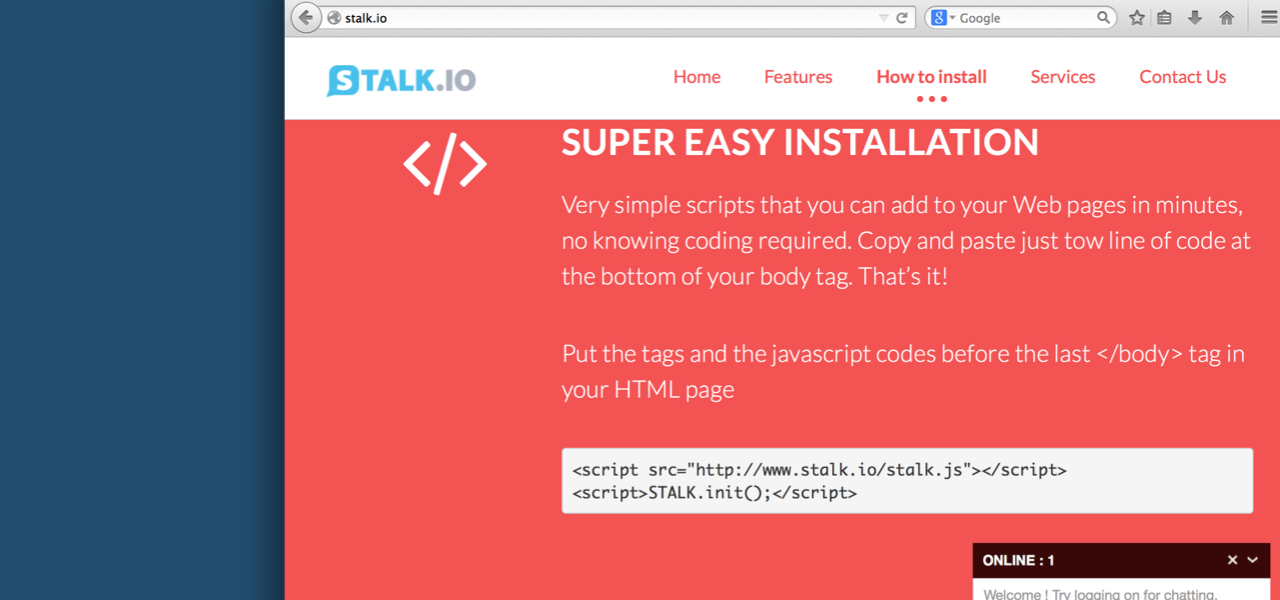 stalk.io
Google
STALK.IO
Home Features How to install Services Contact Us
SUPER EASY INSTALLATION
Very simple scripts that you can add to your Web pages in minutes,
no knowing coding required. Copy and paste just tow line of code at
the bottom of your body tag. That’s it!
Put the tags and the javascript codes before the last </body> tag in
your HTML page
<script src="http://www.stalk.io/stalk.js"></script>
<script>STALK.init();</script>
ONLINE : 1
Welcome ! Try logging on for chatting.